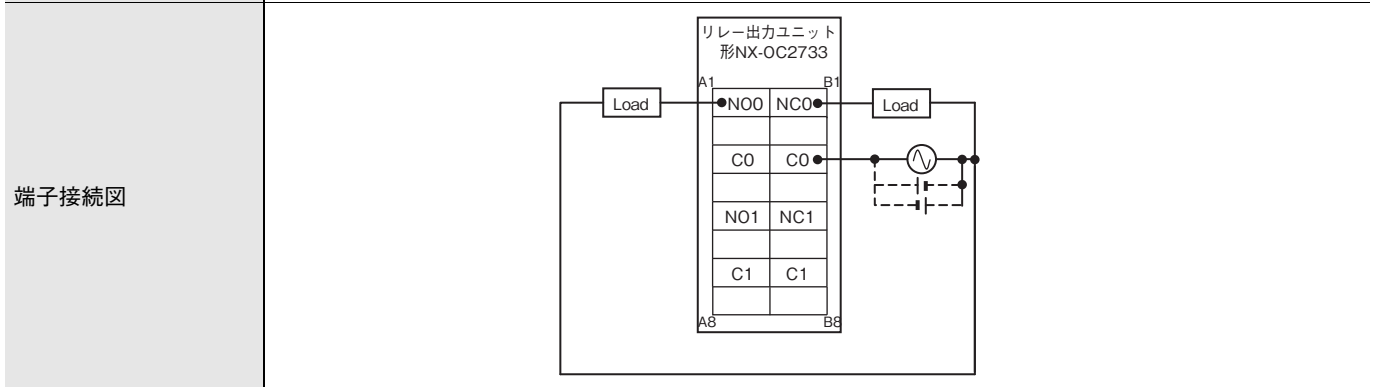 端子接続図
リレー出力ユニット
形NX-OC2733
A1 B1
Load NO0 NC0 Load
C0 C0
NO1 NC1
C1 C1
A8 B8